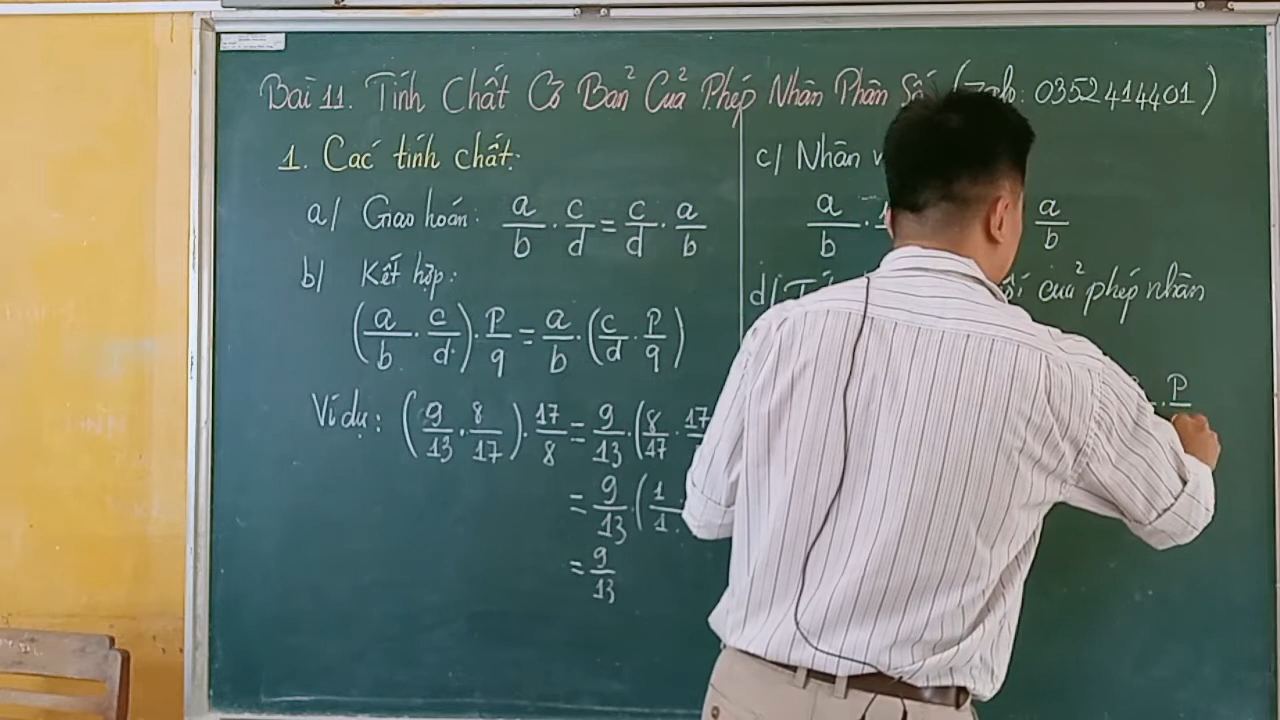 Bài 11. Tính Chất Cơ Bản Của Phép Nhân Phân Số (Zalo: 0352414401)
1. Các tính chất:
a/ Giao hoán: a/b · c/d = c/d · a/b
b/ Kết hợp:
(a/b · c/d) · p/q = a/b · (c/d · p/q)
Ví dụ: (9/13 · 8/17) · 17/8 = 9/13 · (8/17 · 17
= 9/13 · (1/1 ·
= 9/13
c/ Nhân
a/b · a/b
d/ của phép nhân
· p